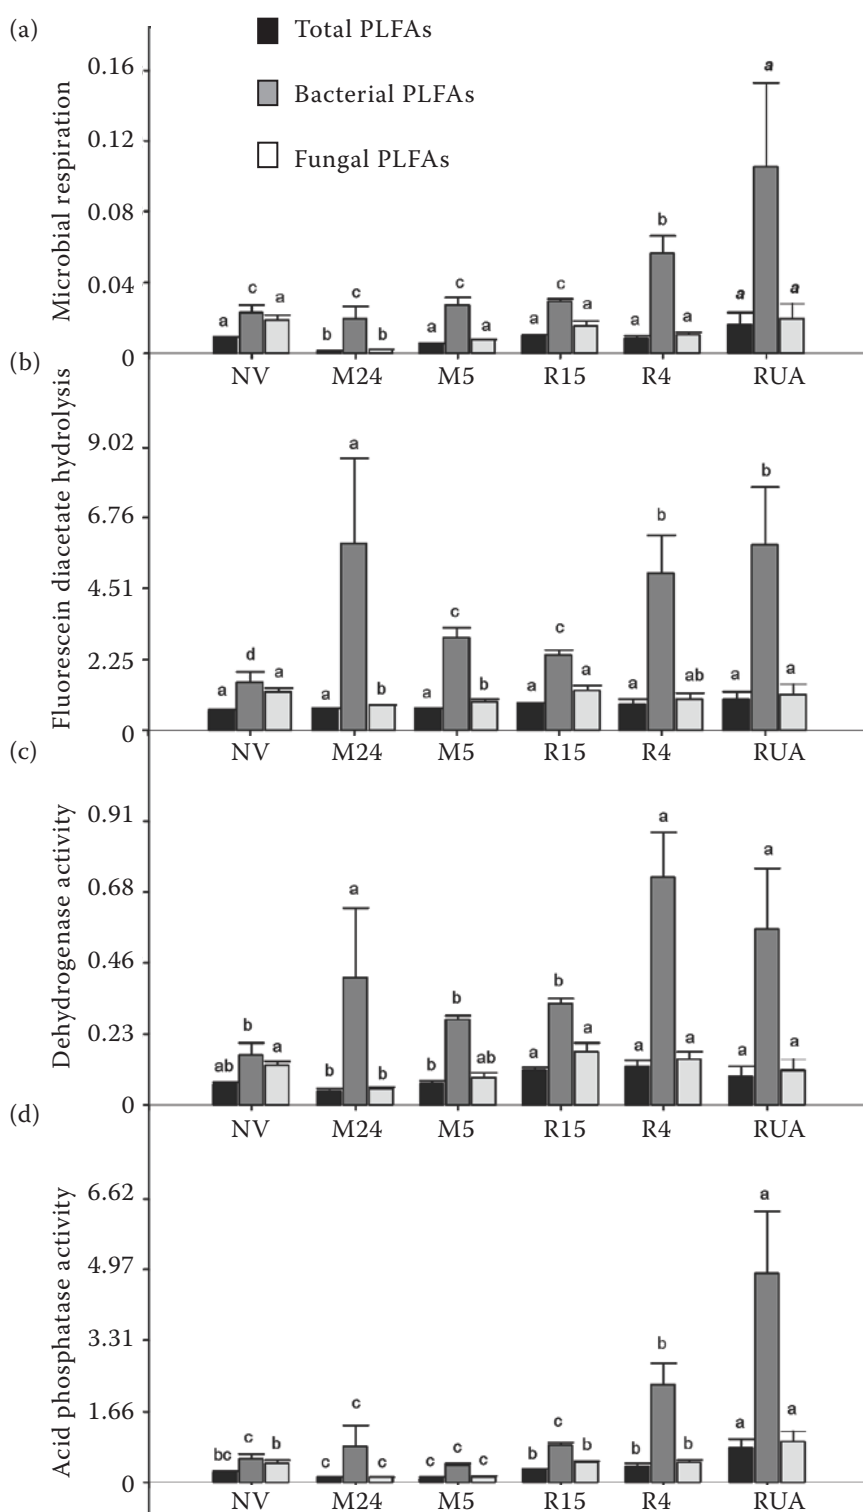 (a)
Total PLFAs
Bacterial PLFAs
Fungal PLFAs
Microbial respiration
0.16
0.12
0.08
0.04
0
a c a
b c b
a c a
a c a
a b a
a a a
NV M24 M5 R15 R4 RUA
(b)
Fluorescein diacetate hydrolysis
9.02
6.76
4.51
2.25
0
a d a
a a b
a c b
a c a
a b ab
a b a
NV M24 M5 R15 R4 RUA
(c)
Dehydrogenase activity
0.91
0.68
0.46
0.23
0
ab b a
b a b
b b ab
a b a
a a a
a a a
NV M24 M5 R15 R4 RUA
(d)
Acid phosphatase activity
6.62
4.97
3.31
1.66
0
bc c b
c c c
c c c
b c b
b b b
a a a
NV M24 M5 R15 R4 RUA